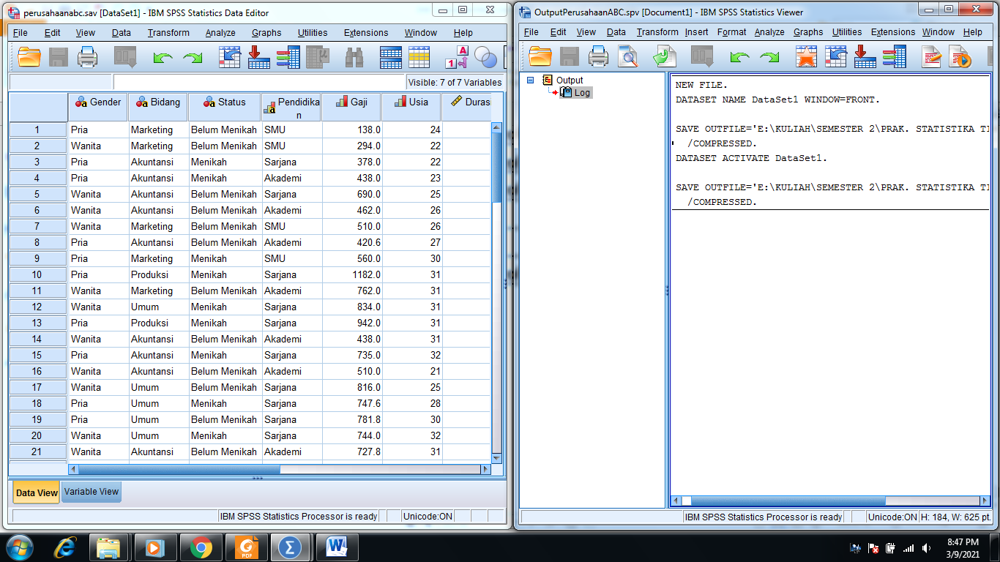 perusahaanabc.sav [DataSet1] - IBM SPSS Statistics Data Editor
File Edit View Data Transform Analyze Graphs Utilities Extensions Window Help
Visible: 7 of 7 Variables
Gender Bidang Status Pendidikan Gaji Usia Duras
1 Pria Marketing Belum Menikah SMU 138.0 24
2 Wanita Marketing Belum Menikah SMU 294.0 22
3 Pria Akuntansi Menikah Sarjana 378.0 22
4 Pria Akuntansi Menikah Akademi 438.0 23
5 Wanita Akuntansi Belum Menikah Sarjana 690.0 25
6 Wanita Akuntansi Belum Menikah Akademi 462.0 26
7 Wanita Marketing Belum Menikah SMU 510.0 26
8 Pria Akuntansi Belum Menikah Akademi 420.6 27
9 Pria Marketing Menikah SMU 560.0 30
10 Pria Produksi Menikah Sarjana 1182.0 31
11 Wanita Marketing Belum Menikah Akademi 762.0 31
12 Wanita Umum Menikah Sarjana 834.0 31
13 Pria Produksi Menikah Sarjana 942.0 31
14 Wanita Akuntansi Belum Menikah Akademi 438.0 31
15 Pria Akuntansi Menikah Sarjana 735.0 32
16 Wanita Akuntansi Belum Menikah Akademi 510.0 21
17 Wanita Umum Belum Menikah Sarjana 816.0 25
18 Pria Umum Menikah Sarjana 747.6 28
19 Pria Umum Belum Menikah Sarjana 781.8 30
20 Wanita Umum Menikah Sarjana 744.0 32
21 Wanita Akuntansi Belum Menikah Akademi 727.8 31
Data View Variable View
IBM SPSS Statistics Processor is ready Unicode:ON
OutputPerusahaanABC.spv [Document1] - IBM SPSS Statistics Viewer
File Edit View Data Transform Insert Format Analyze Graphs Utilities Extensions Window Help
Output
Log
NEW FILE.
DATASET NAME DataSet1 WINDOW=FRONT.
SAVE OUTFILE='E:\KULIAH\SEMESTER 2\PRAK. STATISTIKA TI
/COMPRESSED.
DATASET ACTIVATE DataSet1.
SAVE OUTFILE='E:\KULIAH\SEMESTER 2\PRAK. STATISTIKA TI
/COMPRESSED.
IBM SPSS Statistics Processor is ready Unicode:ON H: 184, W: 625 pt.
PDF
8:47 PM
3/9/2021